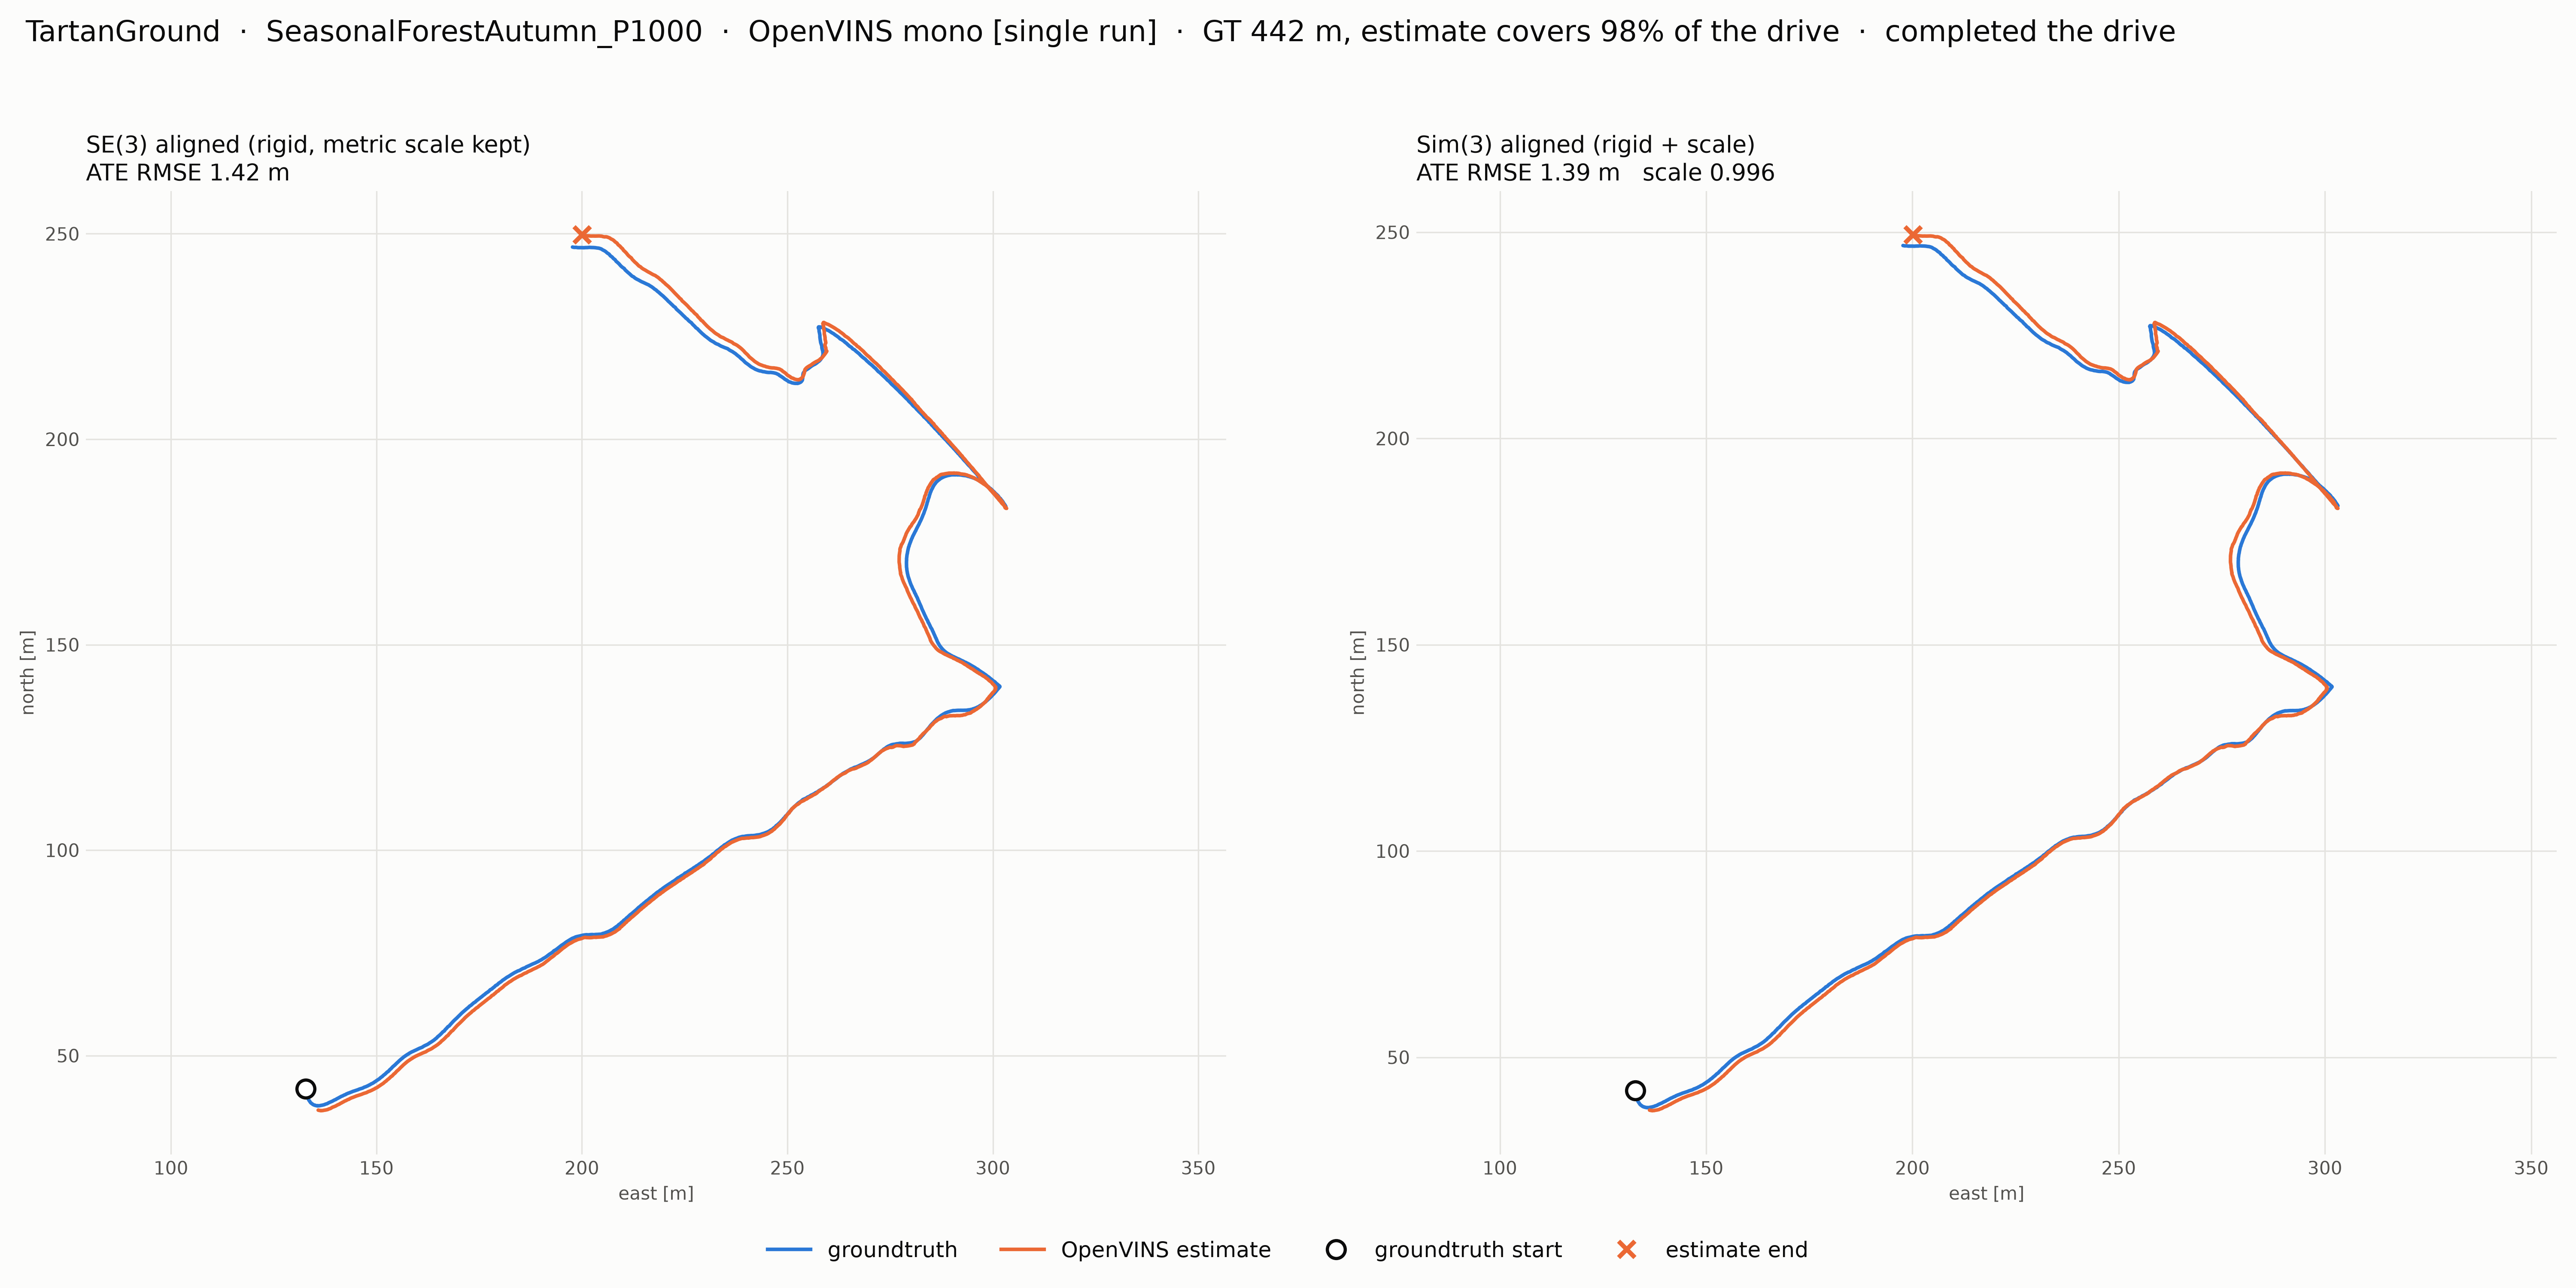 TartanGround · SeasonalForestAutumn_P1000 · OpenVINS mono [single run] · GT 442 m, estimate covers 98% of the drive · completed the drive
SE(3) aligned (rigid, metric scale kept)
ATE RMSE 1.42 m
250
200
150
100
50
north [m]
100 150 200 250 300 350
east [m]
Sim(3) aligned (rigid + scale)
ATE RMSE 1.39 m scale 0.996
250
200
150
100
50
north [m]
100 150 200 250 300 350
east [m]
groundtruth OpenVINS estimate groundtruth start estimate end